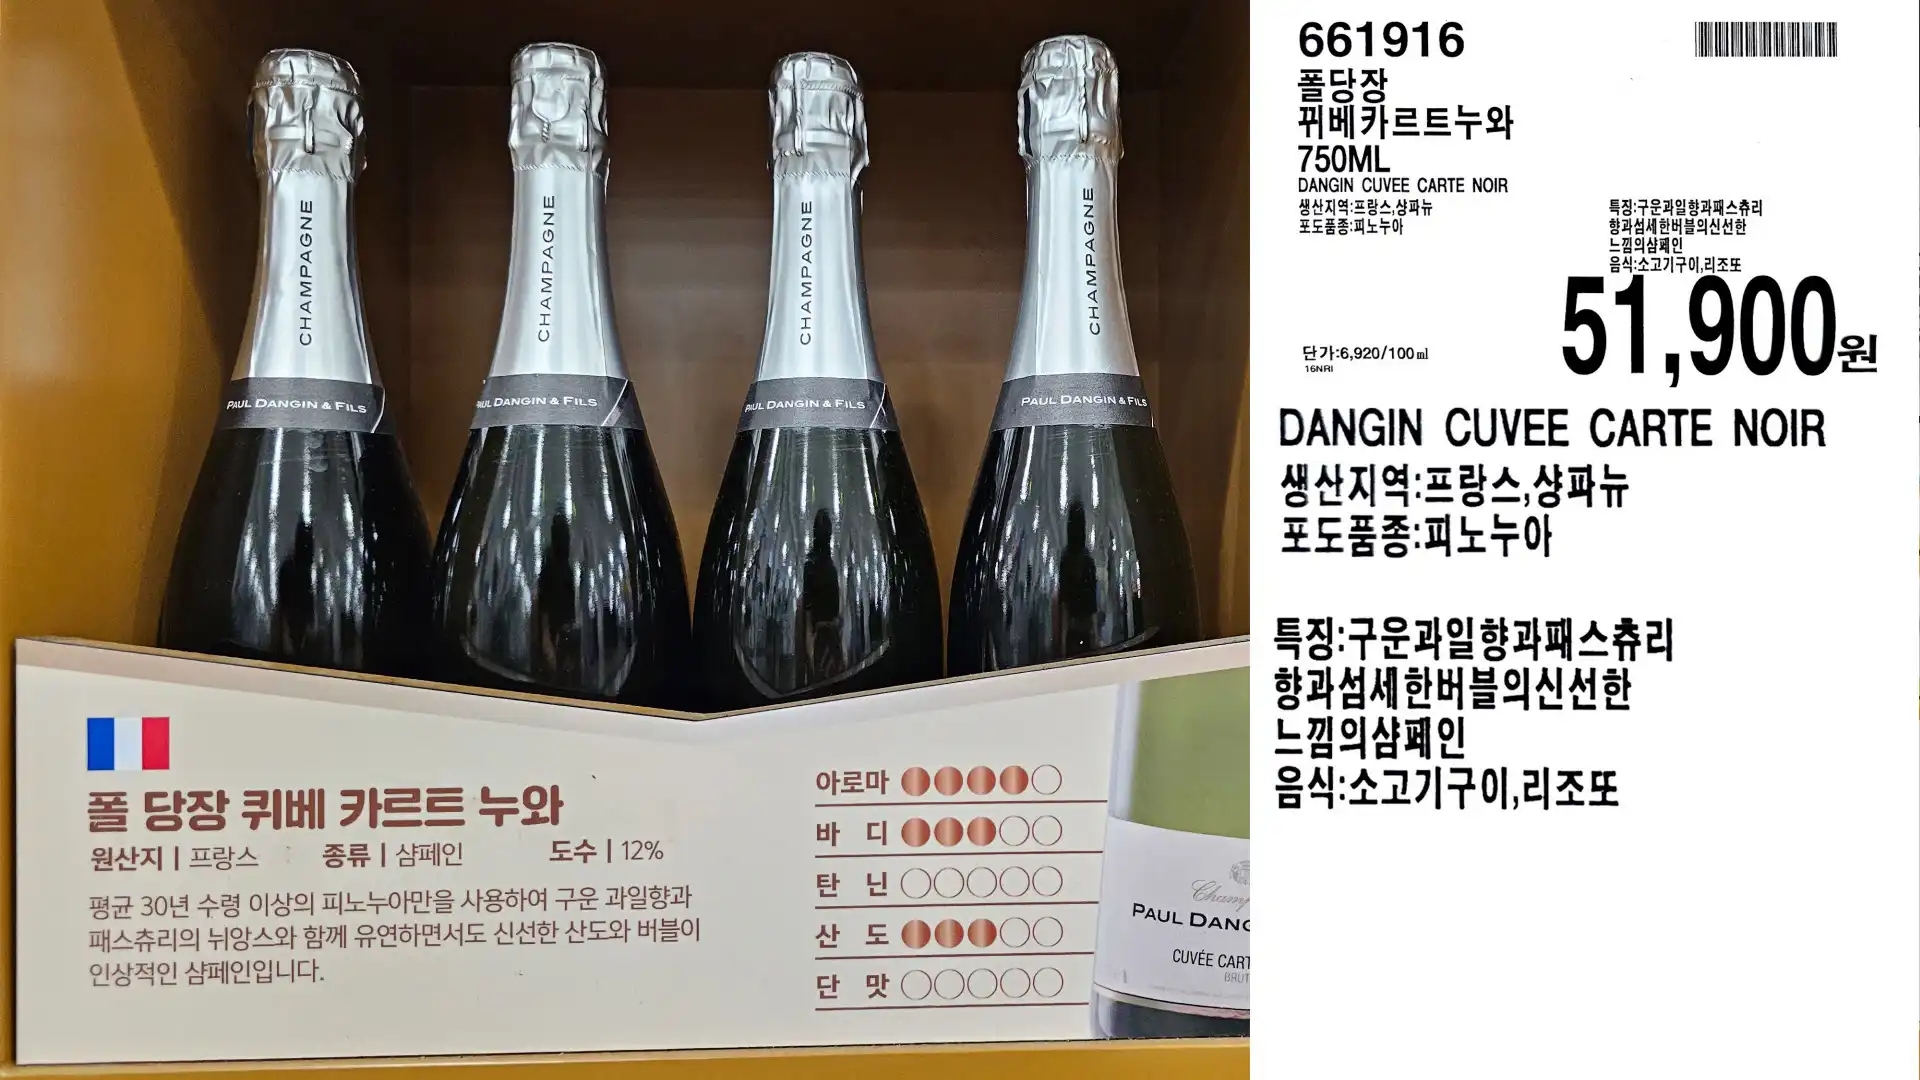 CHAMPAGNE
CHAMPAGNE
CHAMPAGNE
CHAMPAGNE
PAUL DANGIN & FILS
PAUL DANGIN & FILS
PAUL DANGIN & FILS
PAUL DANGIN & FILS
폴 당장 퀴베 카르트 누와
원산지 | 프랑스 종류 | 샴페인 도수 | 12%
평균 30년 수령 이상의 피노누아만을 사용하여 구운 과일향과
패스츄리의 뉘앙스와 함께 유연하면서도 신선한 산도와 버블이
인상적인 샴페인입니다.
아로마
바 디
탄 닌
산 도
단 맛
Champ
PAUL DANG
CUVÉE CART
BRUT
661916
폴당장
뀌베카르트누와
750ML
DANGIN CUVEE CARTE NOIR
생산지역:프랑스,샹파뉴
포도품종:피노누아
특징:구운과일향과패스츄리
향과섬세한버블의신선한
느낌의샴페인
음식:소고기구이,리조또
51,900원
단가:6,920/100㎖
16NRI
DANGIN CUVEE CARTE NOIR
생산지역:프랑스,샹파뉴
포도품종:피노누아
특징:구운과일향과패스츄리
향과섬세한버블의신선한
느낌의샴페인
음식:소고기구이,리조또